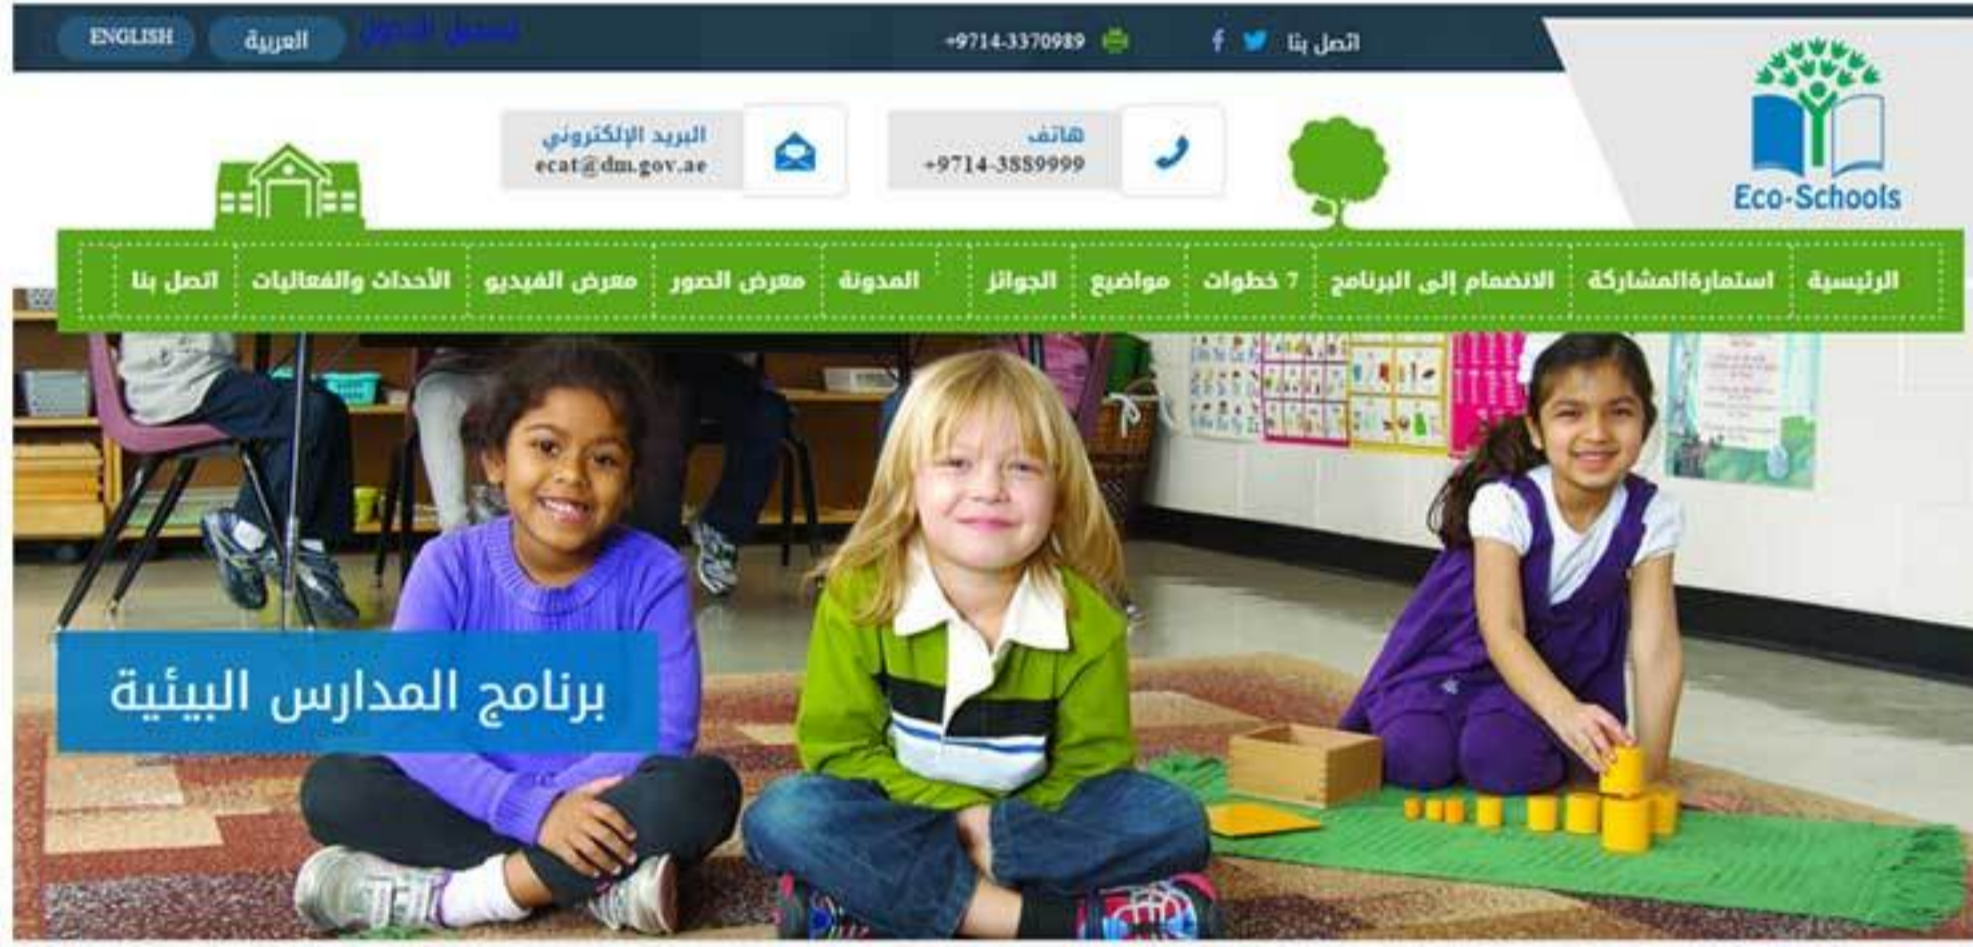 اتصل بنا
+9714-3370989
العربية
ENGLISH
Eco-Schools
هاتف
+9714-3889999
البريد الإلكتروني
ecat@dm.gov.ae
الرئيسية
استمارةالمشاركة
الانضمام إلى البرنامج
7 خطوات
مواضيع
الجوائز
المدونة
معرض الصور
معرض الفيديو
الأحداث والفعاليات
اتصل بنا
برنامج المدارس البيئية